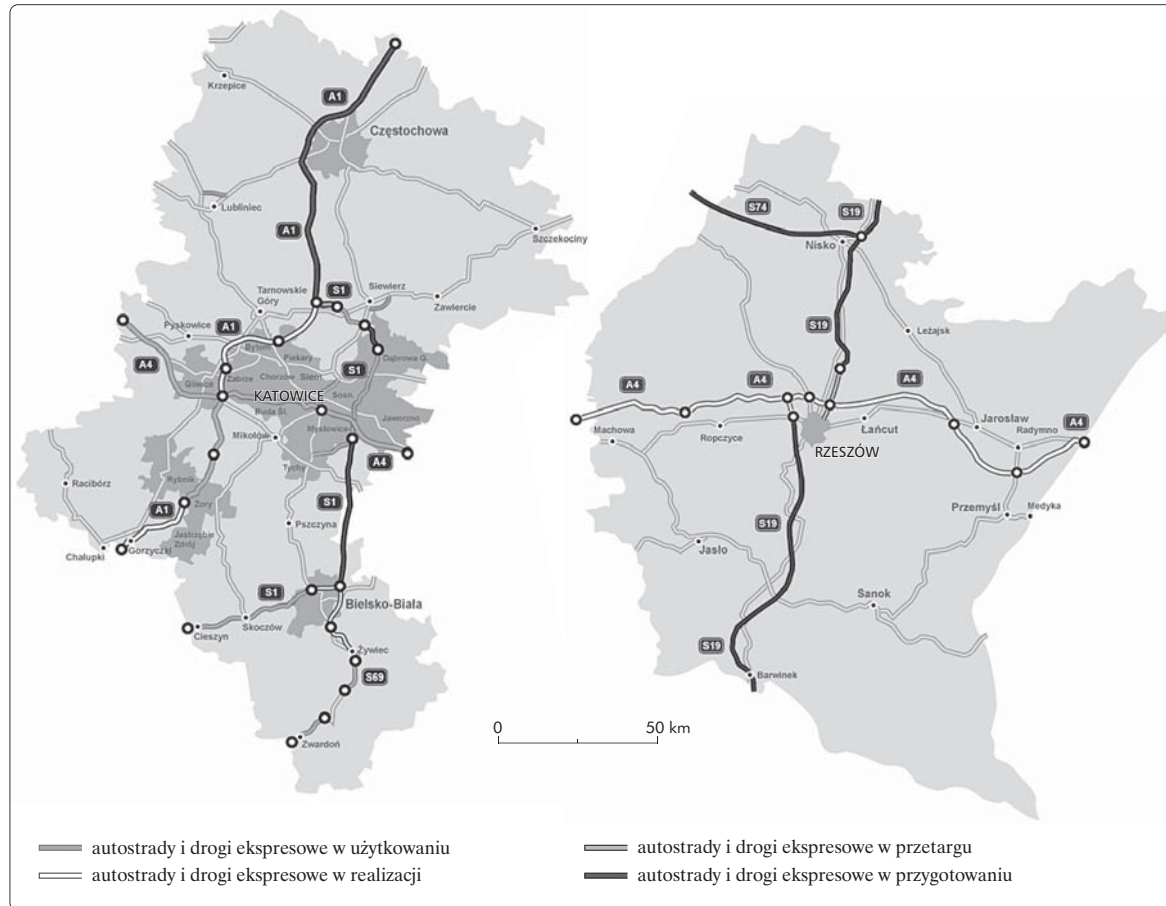 A1
Krzepice
Częstochowa
Lubliniec
A1
Szczekociny
Tarnowskie
Góry
S1
Siewierz
Zawiercie
Pyskowice
A1
Bytom
Piekary
Dąbrowa G.
A4
Gliwice
Zabrze
Chorzów
Siem.
S1
KATOWICE
Sosn.
Ruda Śl.
Jaworzno
Mikołów
Mysłowice
Tychy
A4
Racibórz
Rybnik
A1
Żory
S1
Pszczyna
Jastrzębie
Zdrój
Chałupki
Gorzyczki
S1
Bielsko-Biała
Cieszyn
Skoczów
Żywiec
S69
Zwardoń
S74
S19
Nisko
S19
Leżajsk
A4
A4
A4
Machowa
Ropczyce
Łańcut
Jarosław
Radymno
A4
RZESZÓW
Przemyśl
Medyka
S19
Jasło
Sanok
S19
Barwinek
0
50 km
autostrady i drogi ekspresowe w użytkowaniu
autostrady i drogi ekspresowe w realizacji
autostrady i drogi ekspresowe w przetargu
autostrady i drogi ekspresowe w przygotowaniu